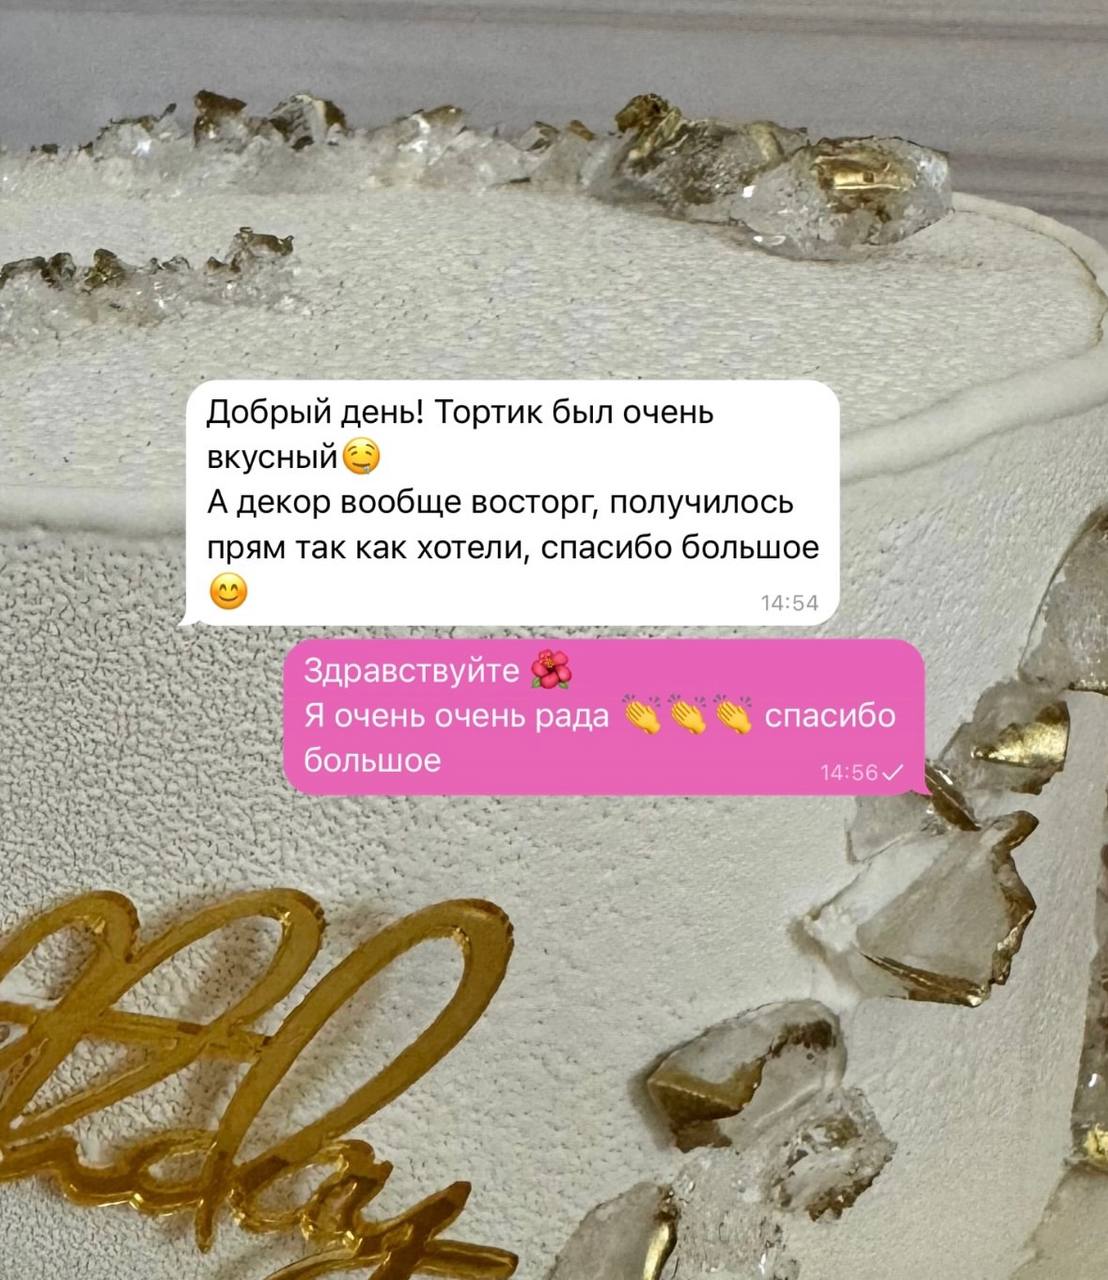 Добрый день! Тортик был очень
вкусный🤤
А декор вообще восторг, получилось
прям так как хотели, спасибо большое
😊
14:54
Здравствуйте 🌺
Я очень очень рада 👏👏👏 спасибо
большое
14:56